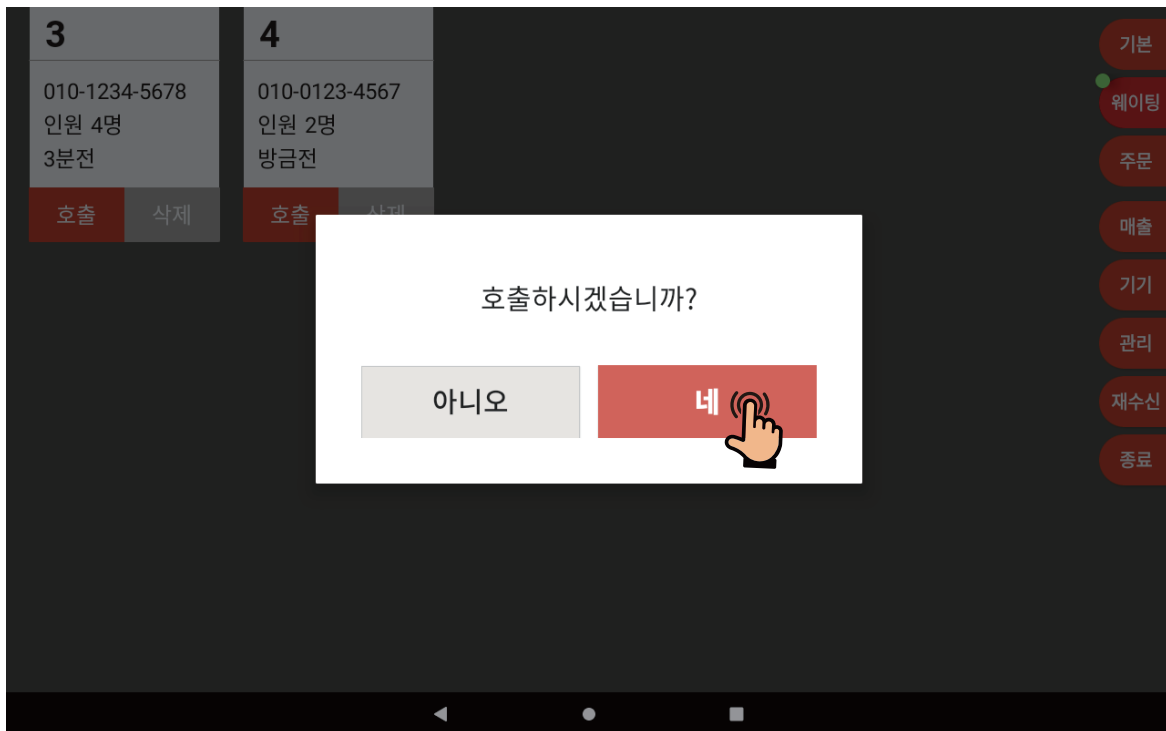 3
010-1234-5678
인원 4명
3분전
호출 삭제
4
010-0123-4567
인원 2명
방금전
호출 삭제
호출하시겠습니까?
아니오 네
기본
웨이팅
주문
매출
기기
관리
재수신
종료